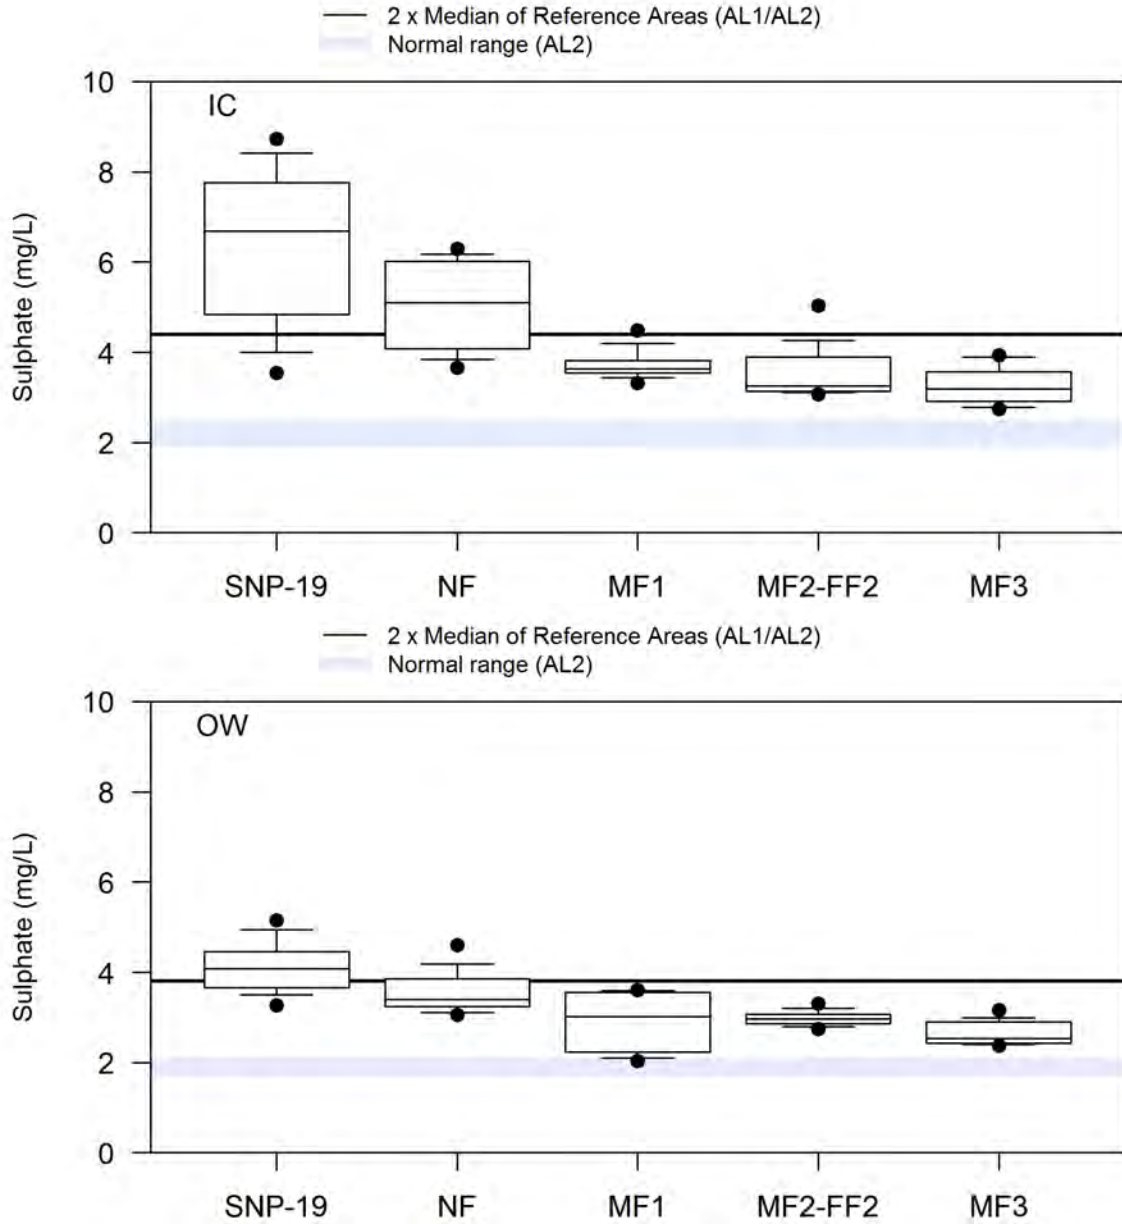 2 x Median of Reference Areas (AL1/AL2)
Normal range (AL2)
10
IC
8
6
4
2
0
Sulphate (mg/L)
SNP-19 NF MF1 MF2-FF2 MF3
2 x Median of Reference Areas (AL1/AL2)
Normal range (AL2)
10
OW
8
6
4
2
0
Sulphate (mg/L)
SNP-19 NF MF1 MF2-FF2 MF3